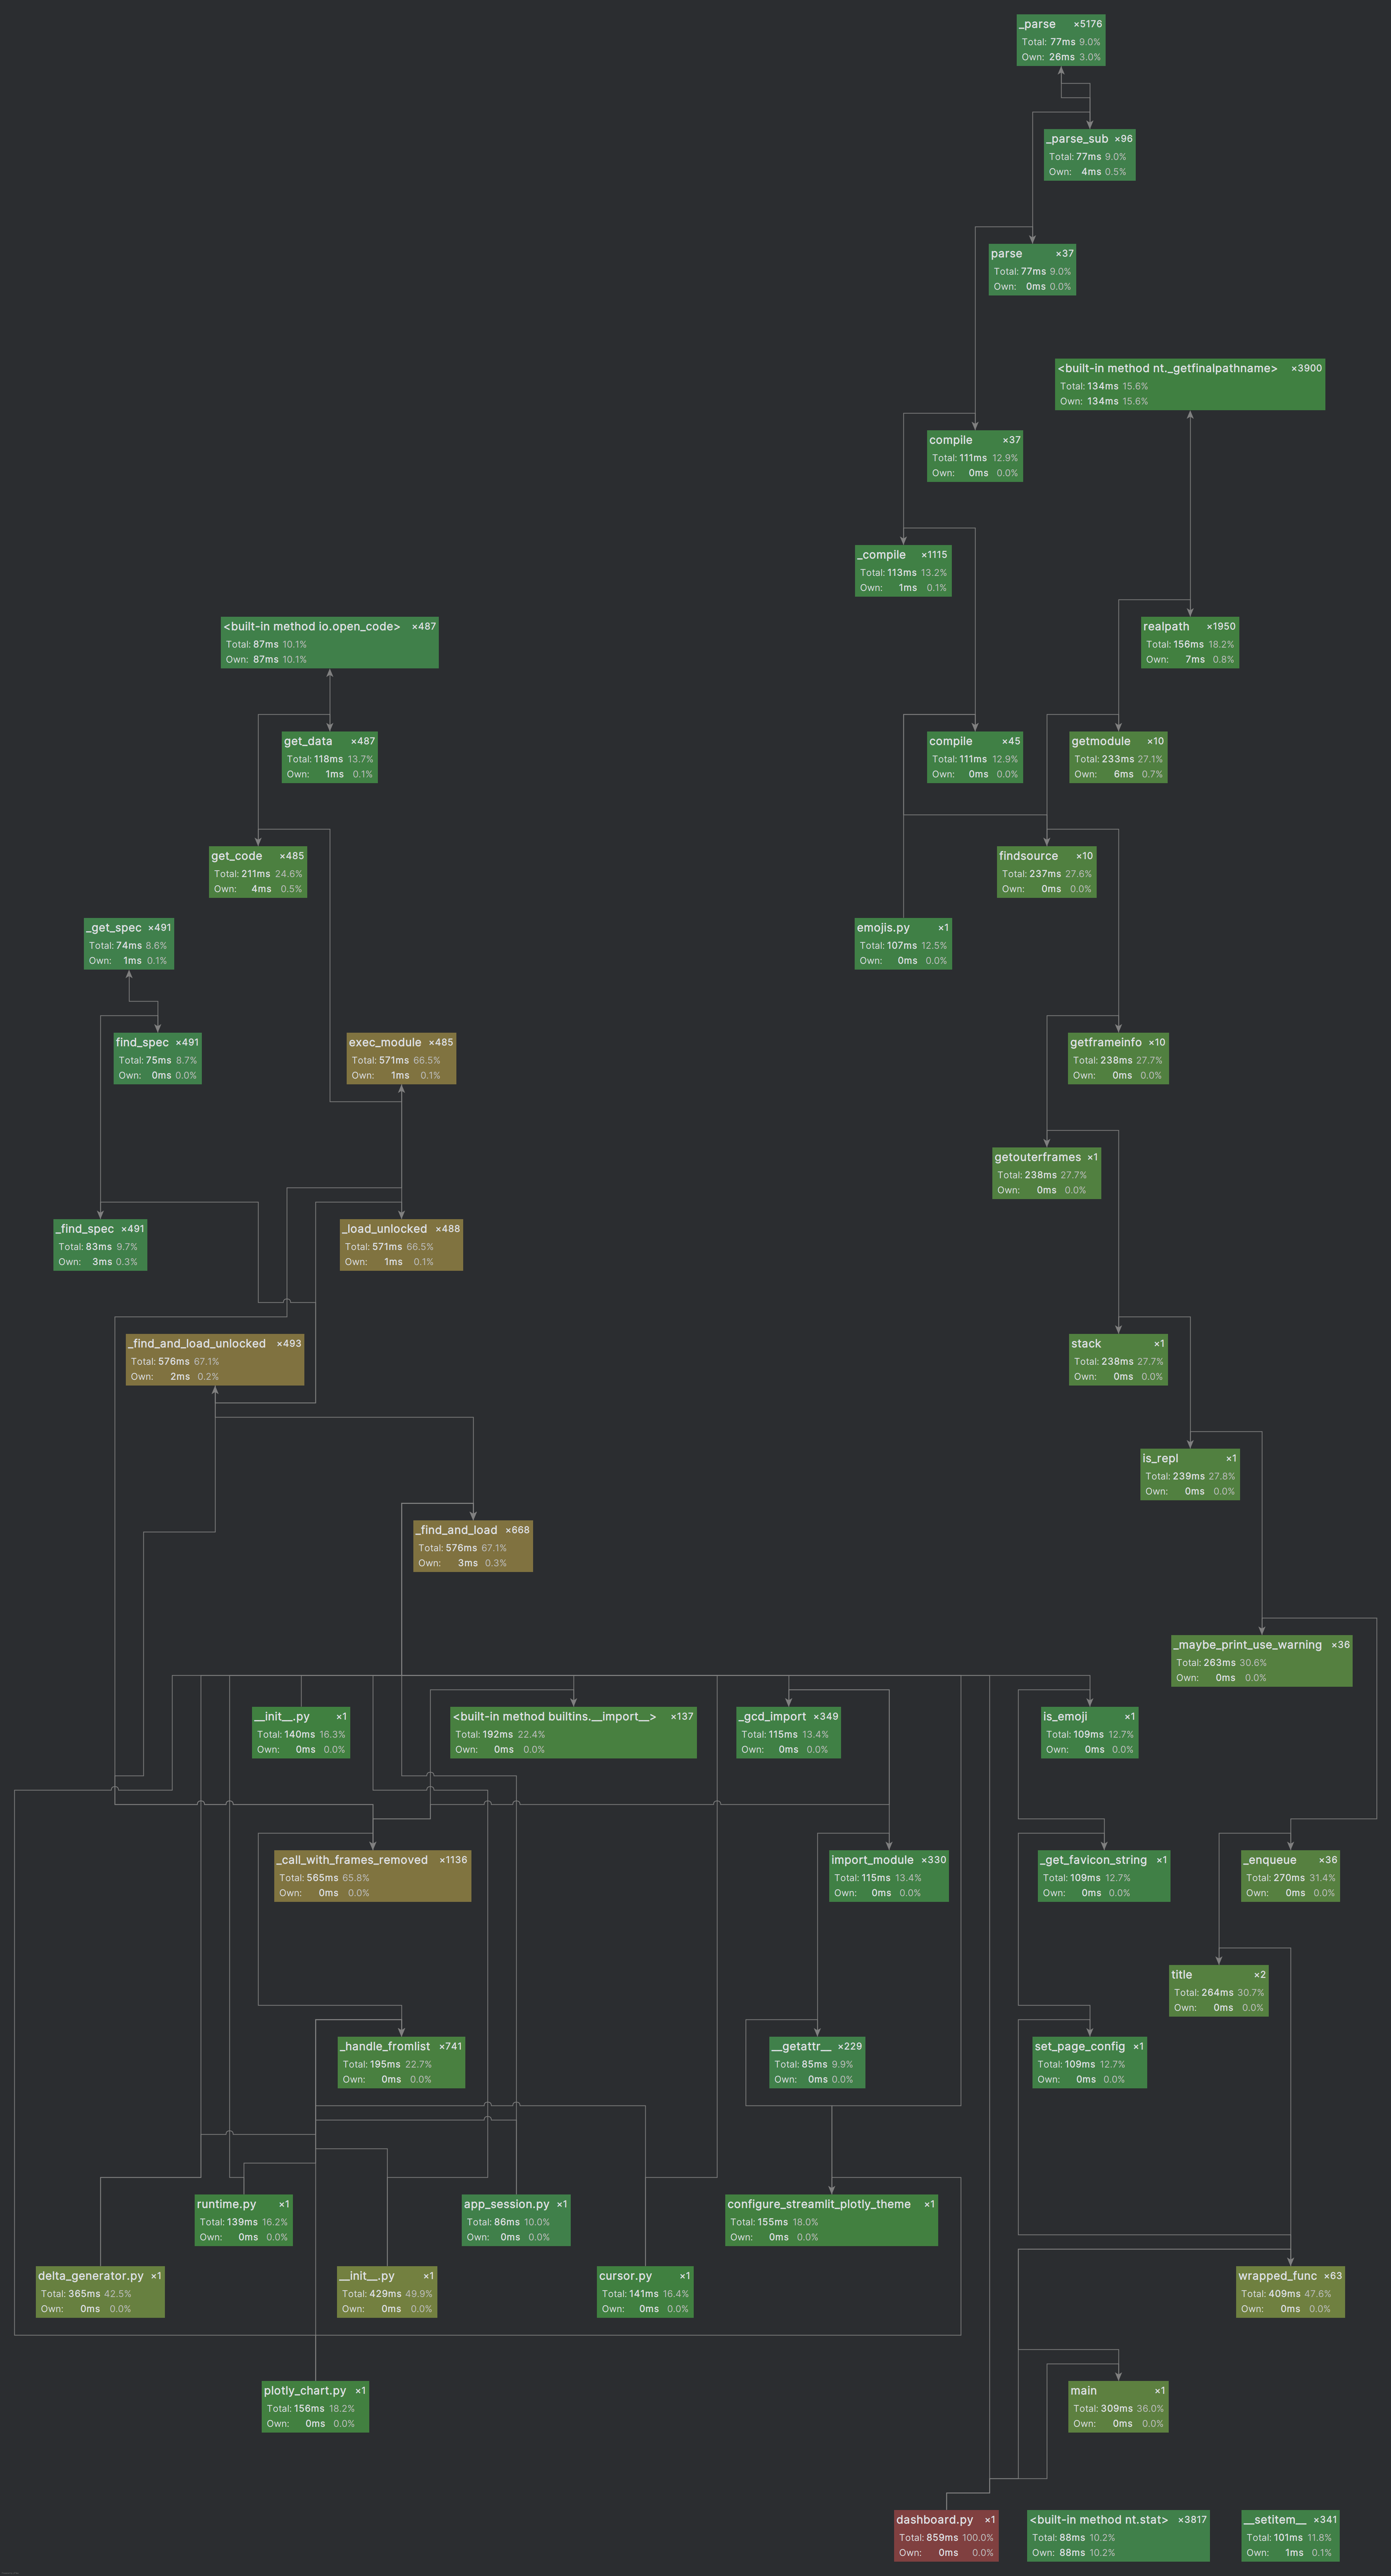 _parse ×5176
Total: 77ms 9.0%
Own: 26ms 3.0%
_parse_sub ×96
Total: 77ms 9.0%
Own: 4ms 0.5%
parse ×37
Total: 77ms 9.0%
Own: 0ms 0.0%
<built-in method nt._getfinalpathname> ×3900
Total: 134ms 15.6%
Own: 134ms 15.6%
compile ×37
Total: 111ms 12.9%
Own: 0ms 0.0%
_compile ×1115
Total: 113ms 13.2%
Own: 1ms 0.1%
<built-in method io.open_code> ×487
Total: 87ms 10.1%
Own: 87ms 10.1%
realpath ×1950
Total: 156ms 18.2%
Own: 7ms 0.8%
get_data ×487
Total: 118ms 13.7%
Own: 1ms 0.1%
compile ×45
Total: 111ms 12.9%
Own: 0ms 0.0%
getmodule ×10
Total: 233ms 27.1%
Own: 6ms 0.7%
get_code ×485
Total: 211ms 24.6%
Own: 4ms 0.5%
findsource ×10
Total: 237ms 27.6%
Own: 0ms 0.0%
_get_spec ×491
Total: 74ms 8.6%
Own: 1ms 0.1%
emojis.py ×1
Total: 107ms 12.5%
Own: 0ms 0.0%
find_spec ×491
Total: 75ms 8.7%
Own: 0ms 0.0%
exec_module ×485
Total: 571ms 66.5%
Own: 1ms 0.1%
getframeinfo ×10
Total: 238ms 27.7%
Own: 0ms 0.0%
getouterframes ×1
Total: 238ms 27.7%
Own: 0ms 0.0%
_find_spec ×491
Total: 83ms 9.7%
Own: 3ms 0.3%
_load_unlocked ×488
Total: 571ms 66.5%
Own: 1ms 0.1%
_find_and_load_unlocked ×493
Total: 576ms 67.1%
Own: 2ms 0.2%
stack ×1
Total: 238ms 27.7%
Own: 0ms 0.0%
is_repl ×1
Total: 239ms 27.8%
Own: 0ms 0.0%
_find_and_load ×668
Total: 576ms 67.1%
Own: 3ms 0.3%
_maybe_print_use_warning ×36
Total: 263ms 30.6%
Own: 0ms 0.0%
__init__.py ×1
Total: 140ms 16.3%
Own: 0ms 0.0%
<built-in method builtins.__import__> ×137
Total: 192ms 22.4%
Own: 0ms 0.0%
_gcd_import ×349
Total: 115ms 13.4%
Own: 0ms 0.0%
is_emoji ×1
Total: 109ms 12.7%
Own: 0ms 0.0%
_call_with_frames_removed ×1136
Total: 565ms 65.8%
Own: 0ms 0.0%
import_module ×330
Total: 115ms 13.4%
Own: 0ms 0.0%
_get_favicon_string ×1
Total: 109ms 12.7%
Own: 0ms 0.0%
_enqueue ×36
Total: 270ms 31.4%
Own: 0ms 0.0%
title ×2
Total: 264ms 30.7%
Own: 0ms 0.0%
_handle_fromlist ×741
Total: 195ms 22.7%
Own: 0ms 0.0%
__getattr__ ×229
Total: 85ms 9.9%
Own: 0ms 0.0%
set_page_config ×1
Total: 109ms 12.7%
Own: 0ms 0.0%
runtime.py ×1
Total: 139ms 16.2%
Own: 0ms 0.0%
app_session.py ×1
Total: 86ms 10.0%
Own: 0ms 0.0%
configure_streamlit_plotly_theme ×1
Total: 155ms 18.0%
Own: 0ms 0.0%
delta_generator.py ×1
Total: 365ms 42.5%
Own: 0ms 0.0%
__init__.py ×1
Total: 429ms 49.9%
Own: 0ms 0.0%
cursor.py ×1
Total: 141ms 16.4%
Own: 0ms 0.0%
wrapped_func ×63
Total: 409ms 47.6%
Own: 0ms 0.0%
plotly_chart.py ×1
Total: 156ms 18.2%
Own: 0ms 0.0%
main ×1
Total: 309ms 36.0%
Own: 0ms 0.0%
dashboard.py ×1
Total: 859ms 100.0%
Own: 0ms 0.0%
<built-in method nt.stat> ×3817
Total: 88ms 10.2%
Own: 88ms 10.2%
__setitem__ ×341
Total: 101ms 11.8%
Own: 1ms 0.1%